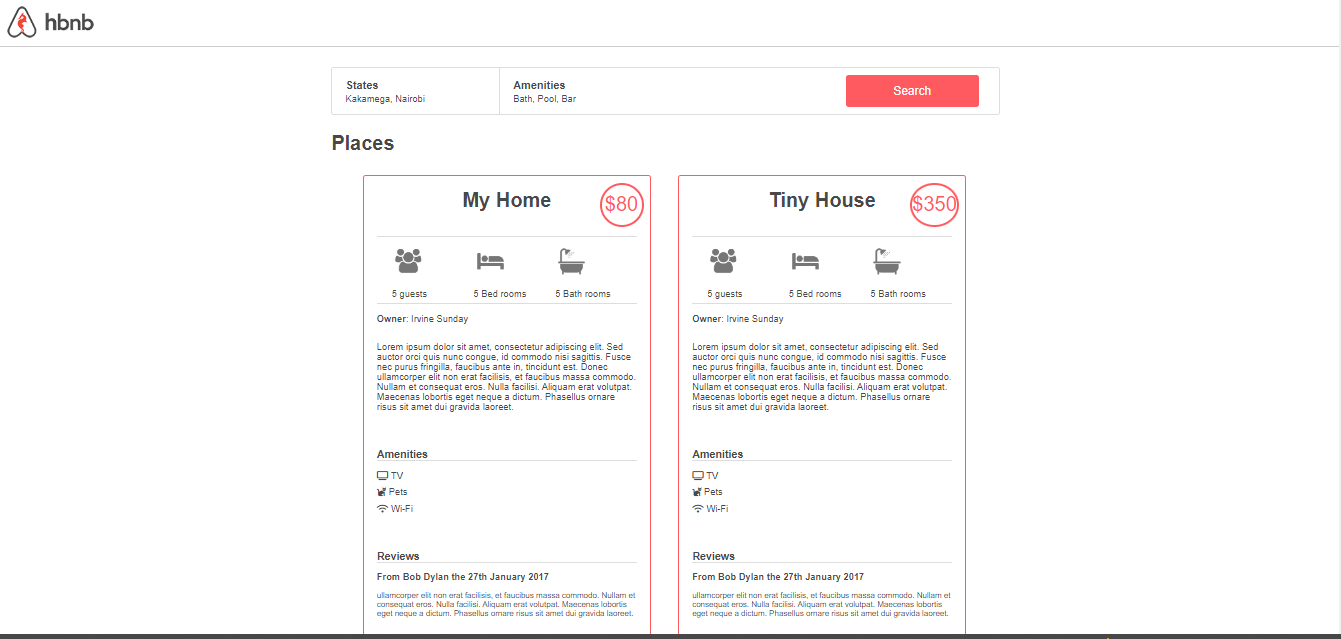 hbnb
States
Kakamega, Nairobi
Amenities
Bath, Pool, Bar
Search
Places
My Home
$80
5 guests
5 Bed rooms
5 Bath rooms
Owner: Irvine Sunday
Lorem ipsum dolor sit amet, consectetur adipiscing elit. Sed
auctor orci quis nunc congue, id commodo nisi sagittis. Fusce
nec purus fringilla, faucibus ante in, tincidunt est. Donec
ullamcorper elit non erat facilisis, et faucibus massa commodo.
Nullam et consequat eros. Nulla facilisi. Aliquam erat volutpat.
Maecenas lobortis eget neque a dictum. Phasellus ornare
risus sit amet dui gravida laoreet.
Amenities
TV
Pets
Wi-Fi
Reviews
From Bob Dylan the 27th January 2017
ullamcorper elit non erat facilisis, et faucibus massa commodo. Nullam et
consequat eros. Nulla facilisi. Aliquam erat volutpat. Maecenas lobortis
eget neque a dictum. Phasellus ornare risus sit amet dui gravida laoreet.
Tiny House
$350
5 guests
5 Bed rooms
5 Bath rooms
Owner: Irvine Sunday
Lorem ipsum dolor sit amet, consectetur adipiscing elit. Sed
auctor orci quis nunc congue, id commodo nisi sagittis. Fusce
nec purus fringilla, faucibus ante in, tincidunt est. Donec
ullamcorper elit non erat facilisis, et faucibus massa commodo.
Nullam et consequat eros. Nulla facilisi. Aliquam erat volutpat.
Maecenas lobortis eget neque a dictum. Phasellus ornare
risus sit amet dui gravida laoreet.
Amenities
TV
Pets
Wi-Fi
Reviews
From Bob Dylan the 27th January 2017
ullamcorper elit non erat facilisis, et faucibus massa commodo. Nullam et
consequat eros. Nulla facilisi. Aliquam erat volutpat. Maecenas lobortis
eget neque a dictum. Phasellus ornare risus sit amet dui gravida laoreet.